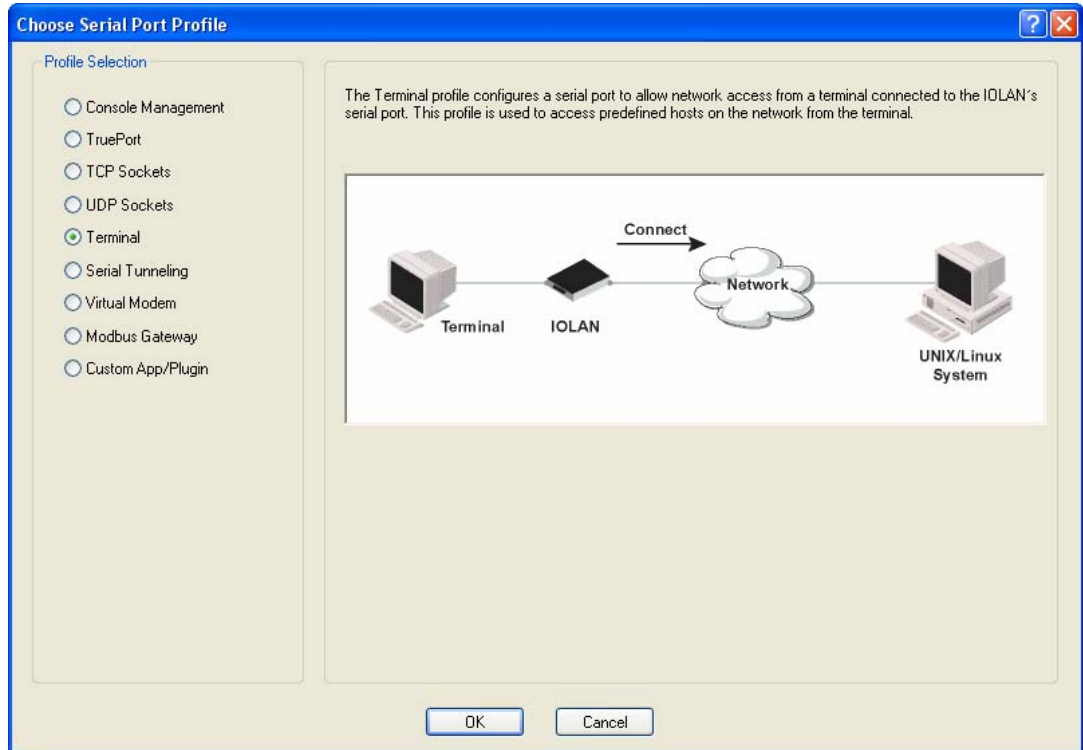 Choose Serial Port Profile
Profile Selection
Console Management
TruePort
TCP Sockets
UDP Sockets
Terminal
Serial Tunneling
Virtual Modem
Modbus Gateway
Custom App/Plugin
The Terminal profile configures a serial port to allow network access from a terminal connected to the IOLAN´s
serial port. This profile is used to access predefined hosts on the network from the terminal.
Connect
Network
Terminal
IOLAN
UNIX/Linux
System
OK
Cancel